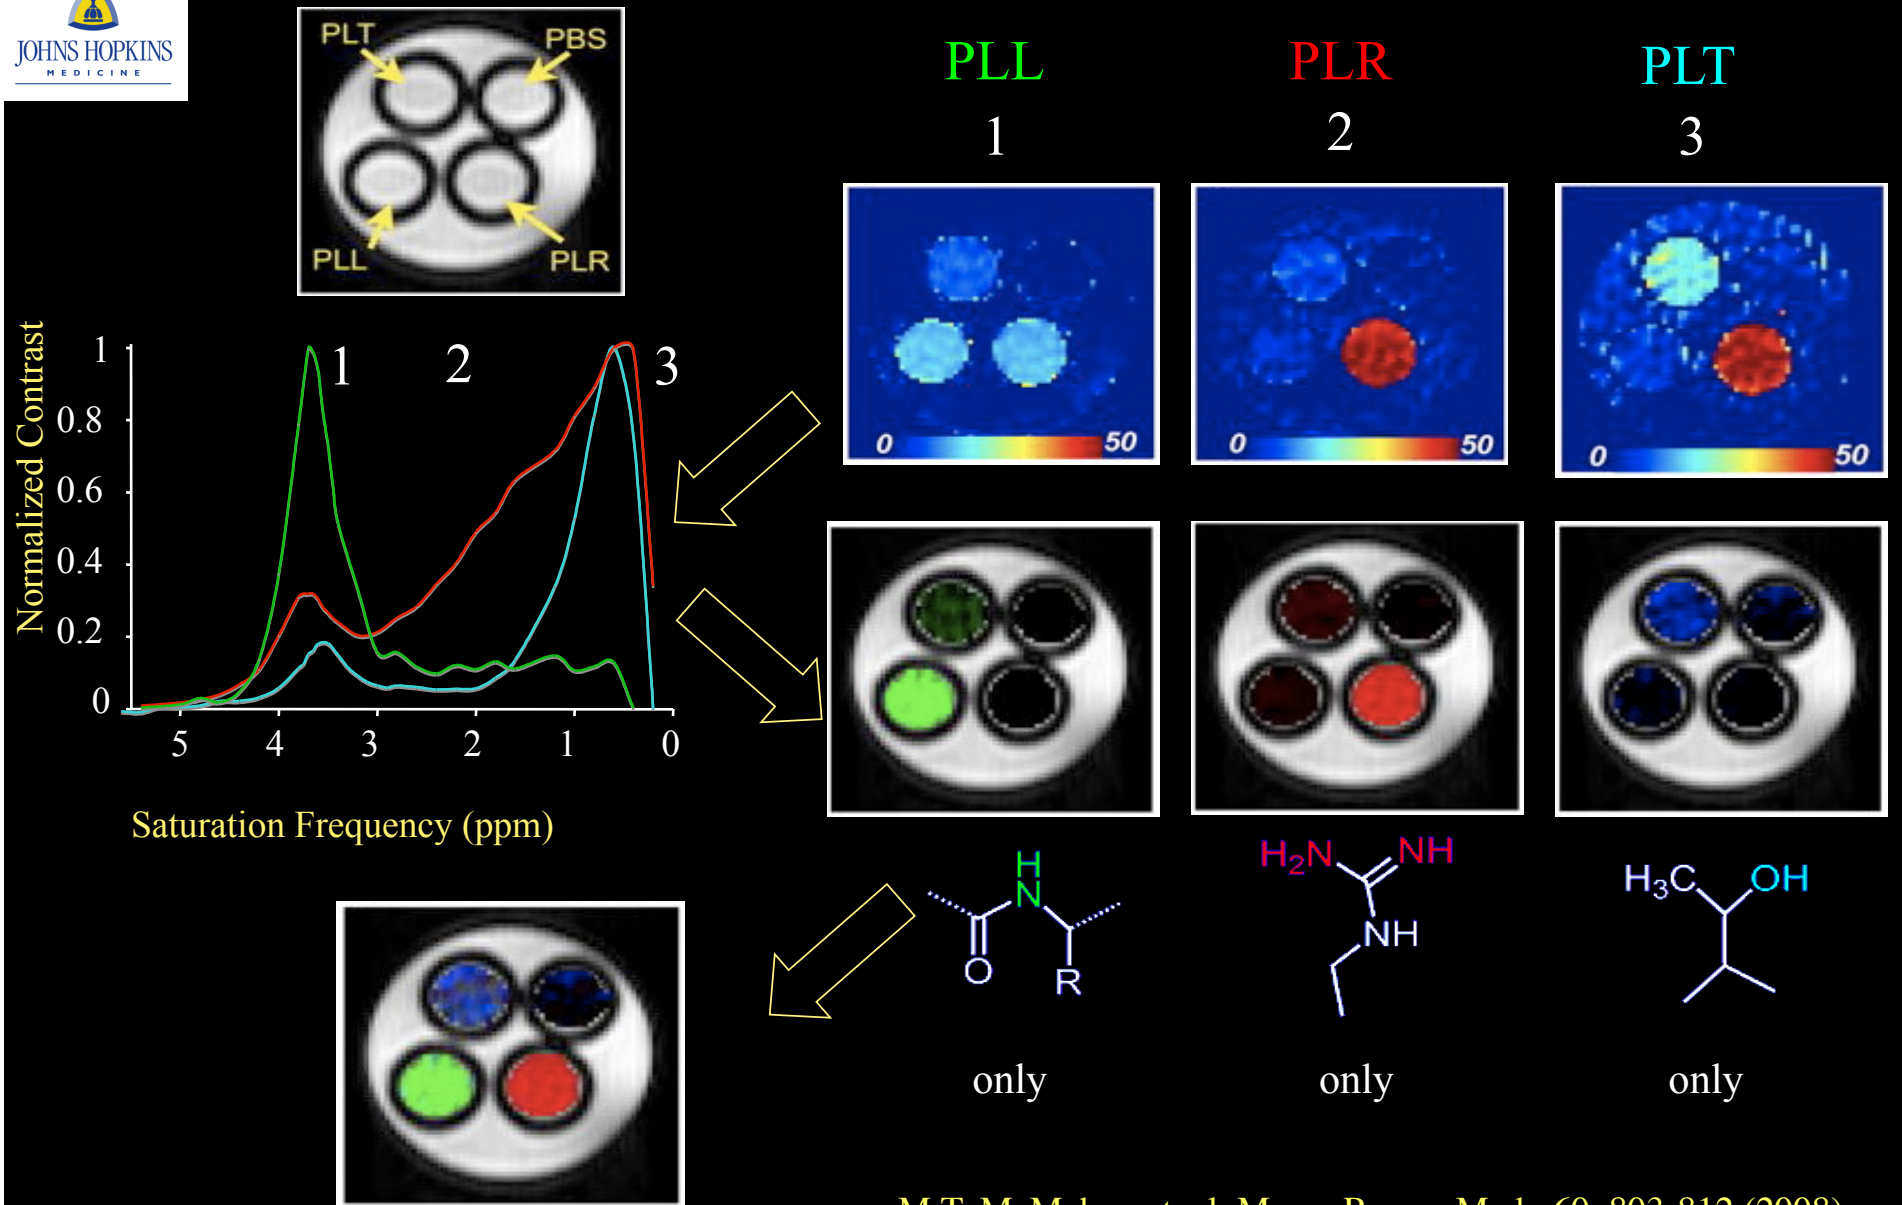 JOHNS HOPKINS
MEDICINE
PLT
PBS
PLL
PLR
PLL
PLR
PLT
1
2
3
0 50
0 50
0 50
Normalized Contrast
1
0.8
0.6
0.4
0.2
0
1 2 3
5 4 3 2 1 0
Saturation Frequency (ppm)
H
N
O
R
H2N
NH
NH
H3C
OH
only
only
only